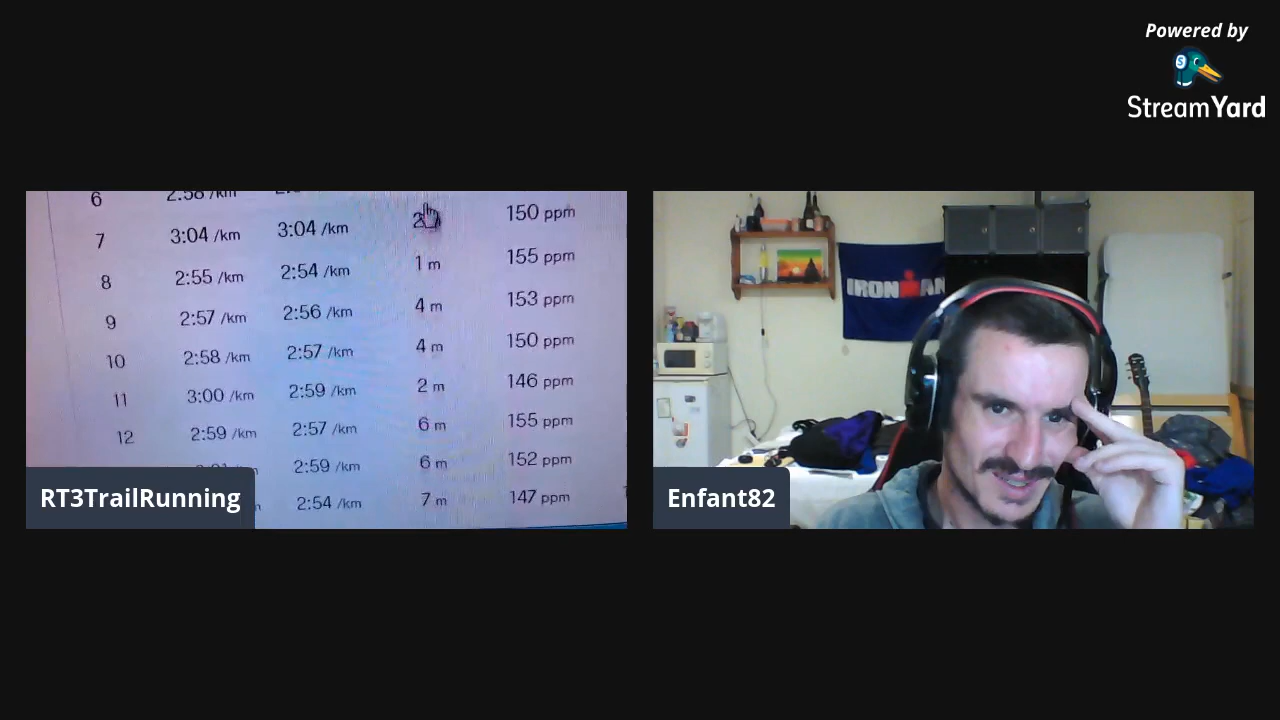 Powered by
StreamYard
6 2:58 /km
7 3:04 /km 3:04 /km 150 ppm
8 2:55 /km 2:54 /km 1 m 155 ppm
9 2:57 /km 2:56 /km 4 m 153 ppm
10 2:58 /km 2:57 /km 4 m 150 ppm
11 3:00 /km 2:59 /km 2 m 146 ppm
12 2:59 /km 2:57 /km 6 m 155 ppm
2:59 /km 6 m 152 ppm
2:54 /km 7 m 147 ppm
RT3TrailRunning
IRONMAN
Enfant82